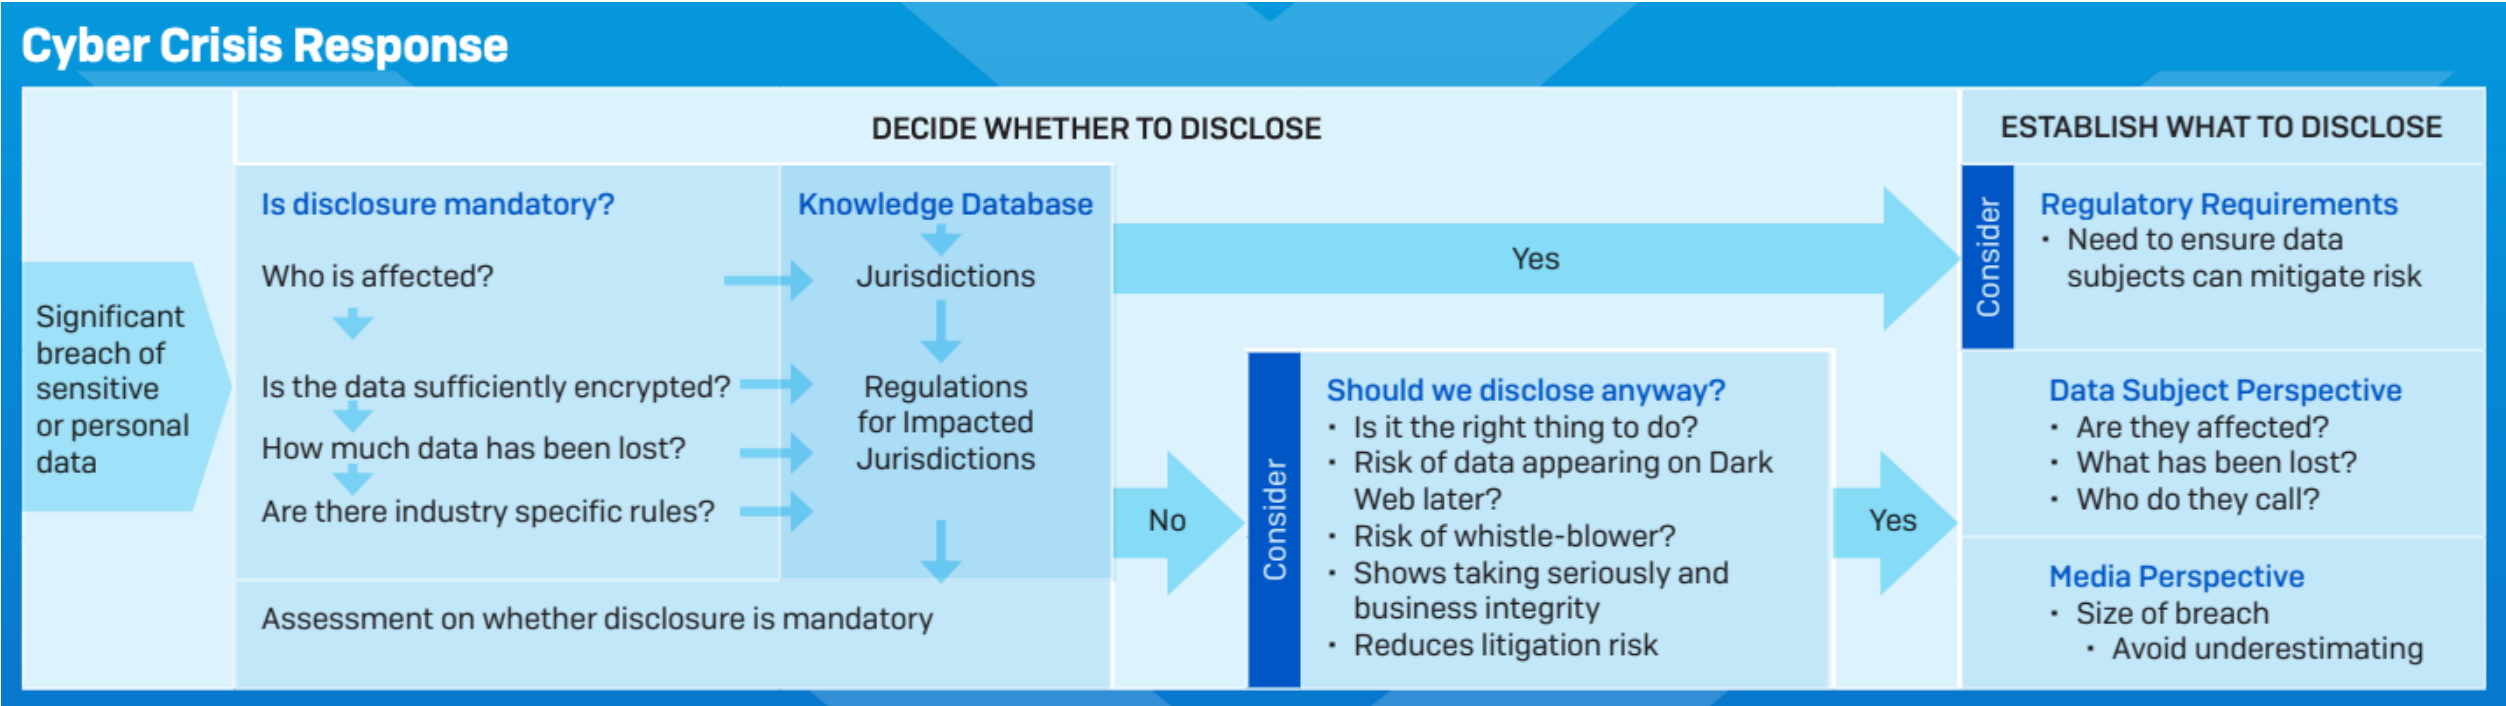 Cyber Crisis Response
DECIDE WHETHER TO DISCLOSE
ESTABLISH WHAT TO DISCLOSE
Significant
breach of
sensitive
or personal
data
Is disclosure mandatory?
Who is affected?
Is the data sufficiently encrypted?
How much data has been lost?
Are there industry specific rules?
Knowledge Database
Jurisdictions
Regulations
for Impacted
Jurisdictions
Assessment on whether disclosure is mandatory
Yes
No
Consider
Should we disclose anyway?
· Is it the right thing to do?
· Risk of data appearing on Dark
Web later?
· Risk of whistle-blower?
· Shows taking seriously and
business integrity
· Reduces litigation risk
Yes
Consider
Regulatory Requirements
· Need to ensure data
subjects can mitigate risk
Data Subject Perspective
· Are they affected?
· What has been lost?
· Who do they call?
Media Perspective
· Size of breach
· Avoid underestimating